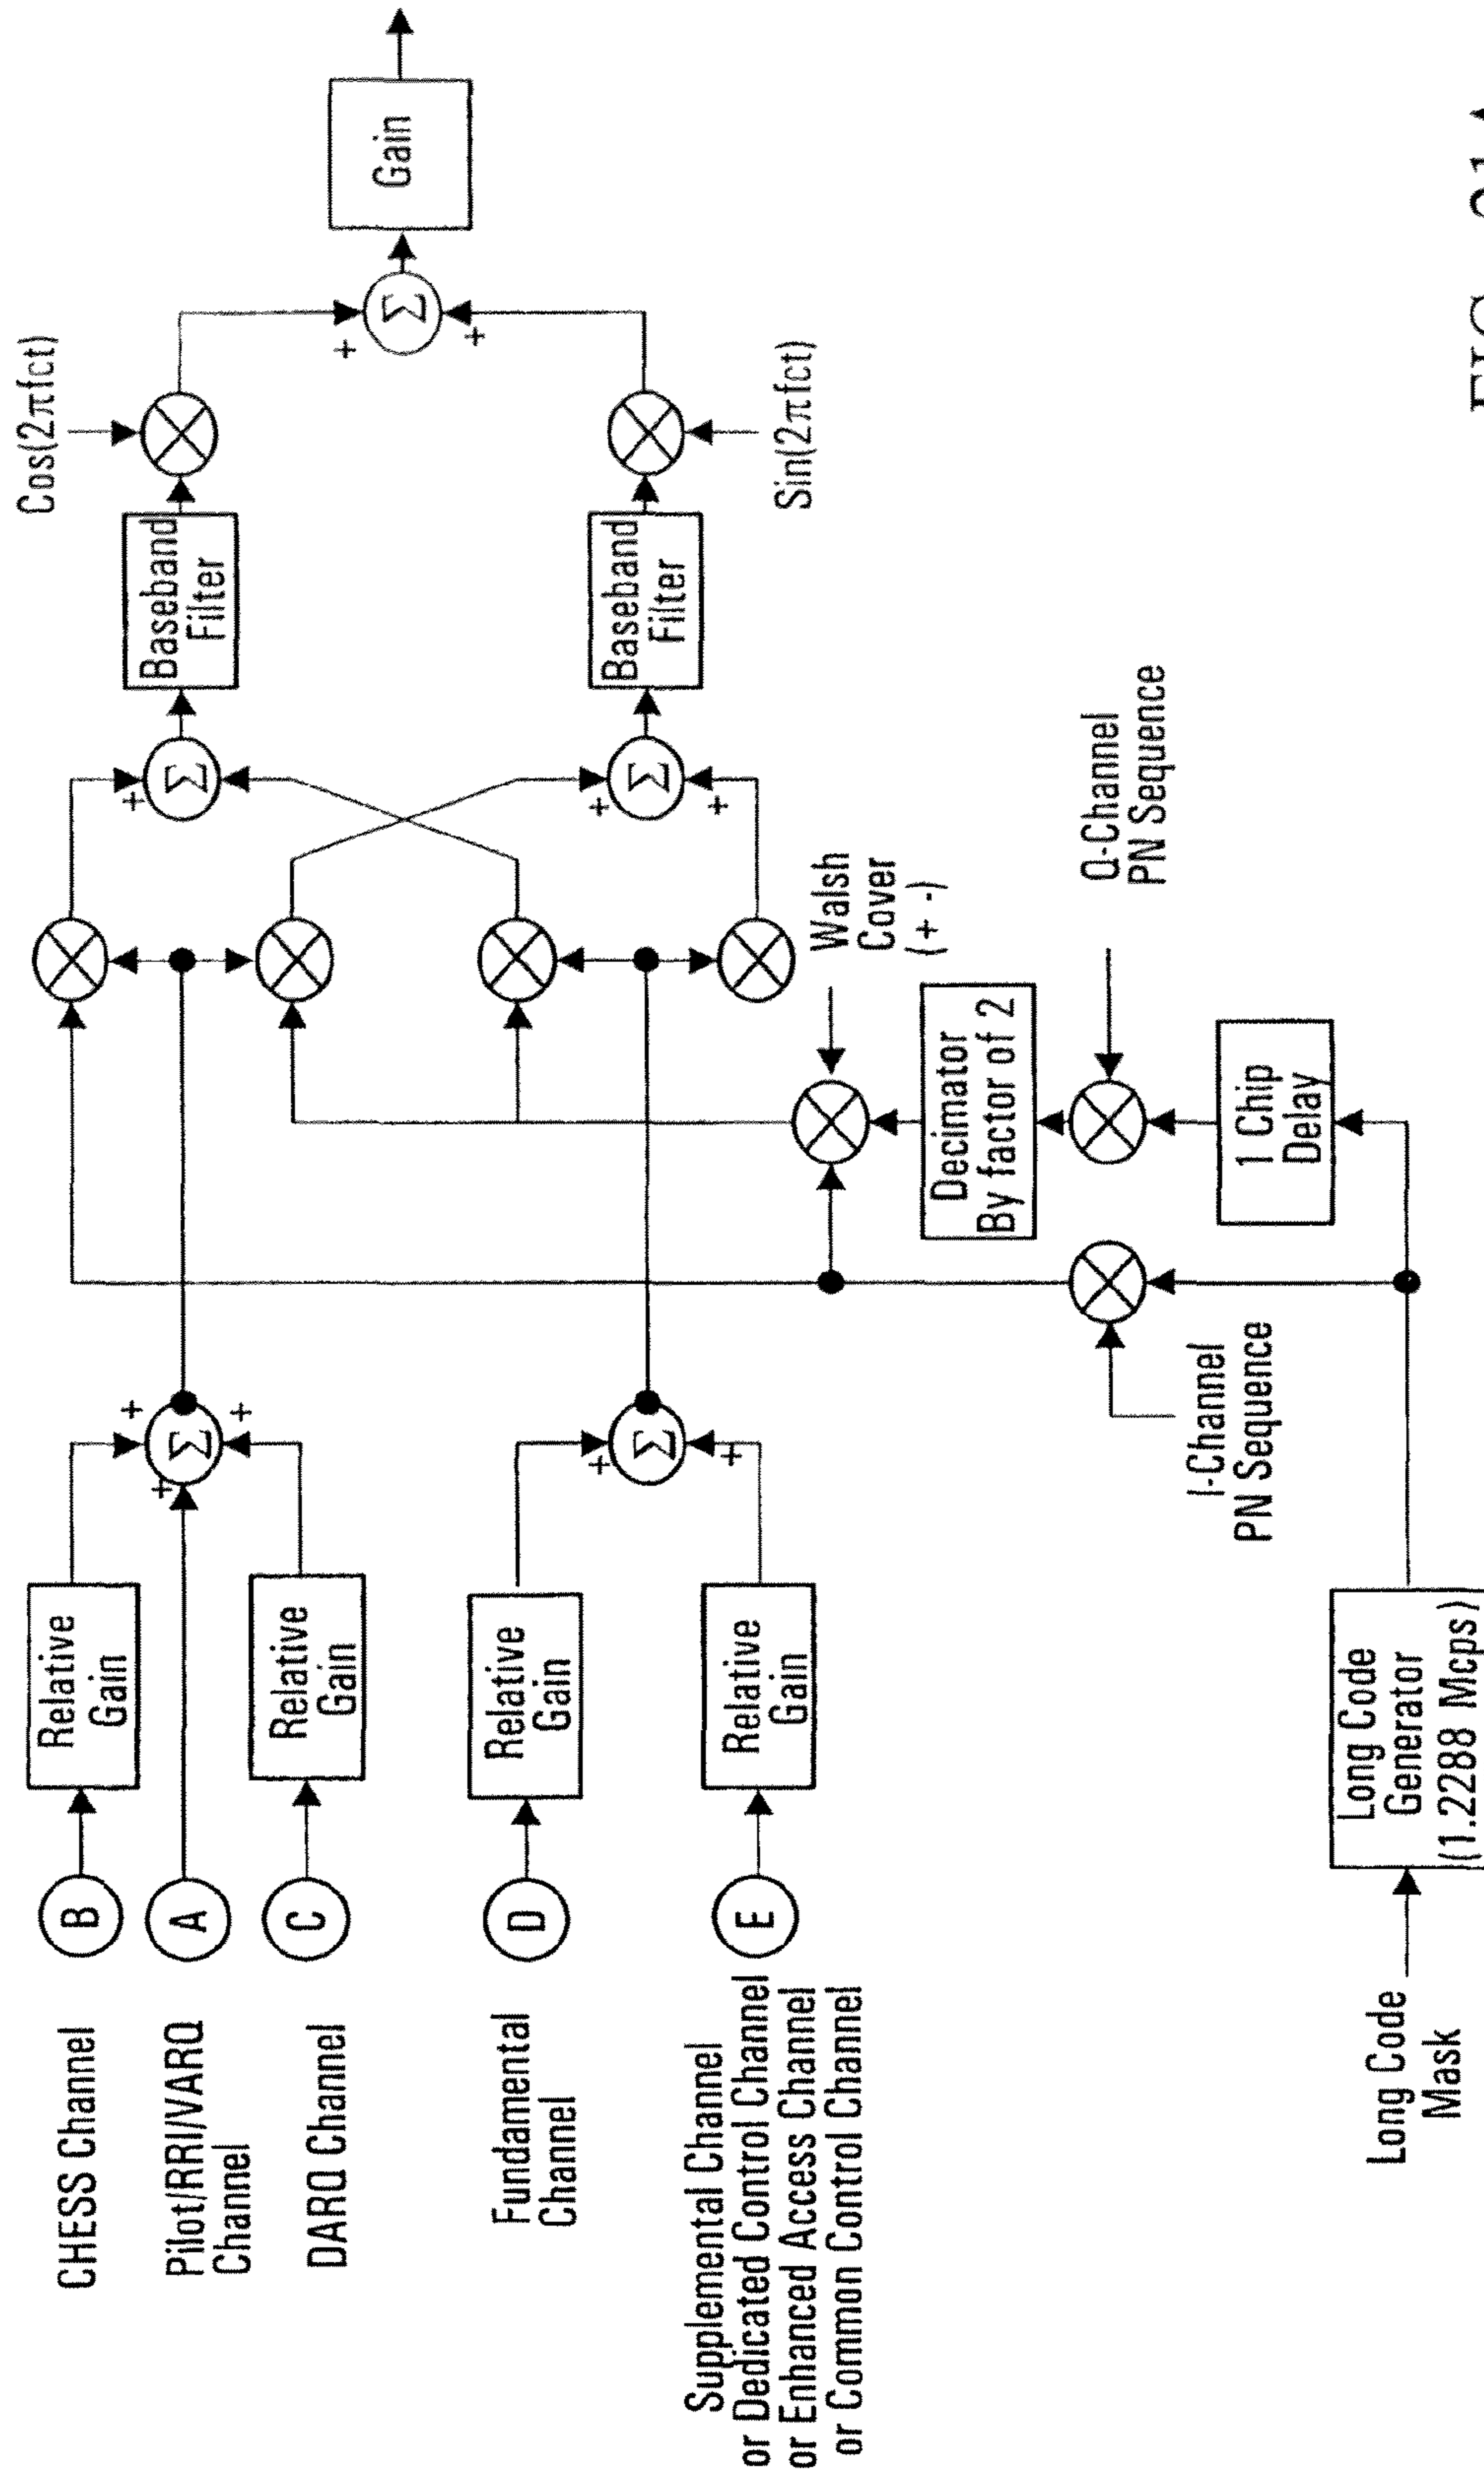 CHESS Channel
B
Relative
Gain
Pilot/RRI/VARQ
Channel
A
DARQ Channel
C
Relative
Gain
+
+
+
Σ
Fundamental
Channel
D
Relative
Gain
Supplemental Channel
or Dedicated Control Channel
or Enhanced Access Channel
or Common Control Channel
E
Relative
Gain
+
+
Σ
Long Code
Mask
Long Code
Generator
(1.2288 Mcps)
I-Channel
PN Sequence
1 Chip
Delay
Q-Channel
PN Sequence
Decimator
By factor of 2
Walsh
Cover
(+ -)
+
Σ
+
+
Σ
Baseband
Filter
Baseband
Filter
Cos(2πfct)
Sin(2πfct)
+
+
Σ
Gain